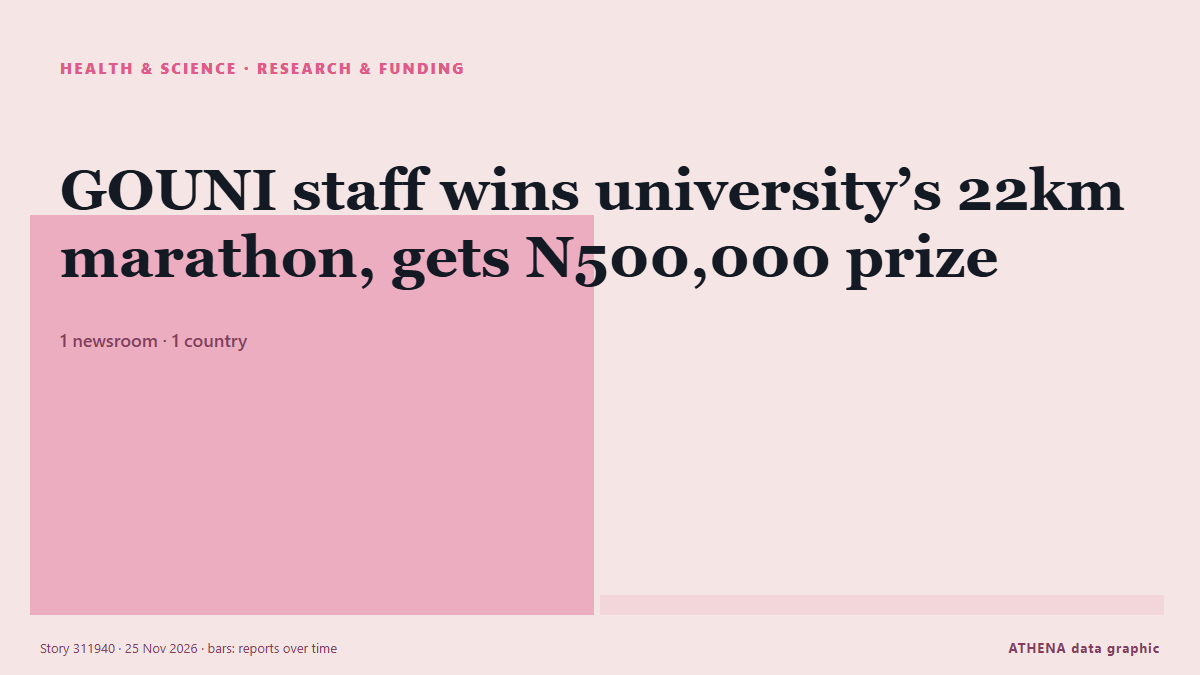 HEALTH & SCIENCE · RESEARCH & FUNDING
GOUNI staff wins university’s 22km
marathon, gets N500,000 prize
1 newsroom · 1 country
Story 311940 · 25 Nov 2026 · bars: reports over time
ATHENA data graphic